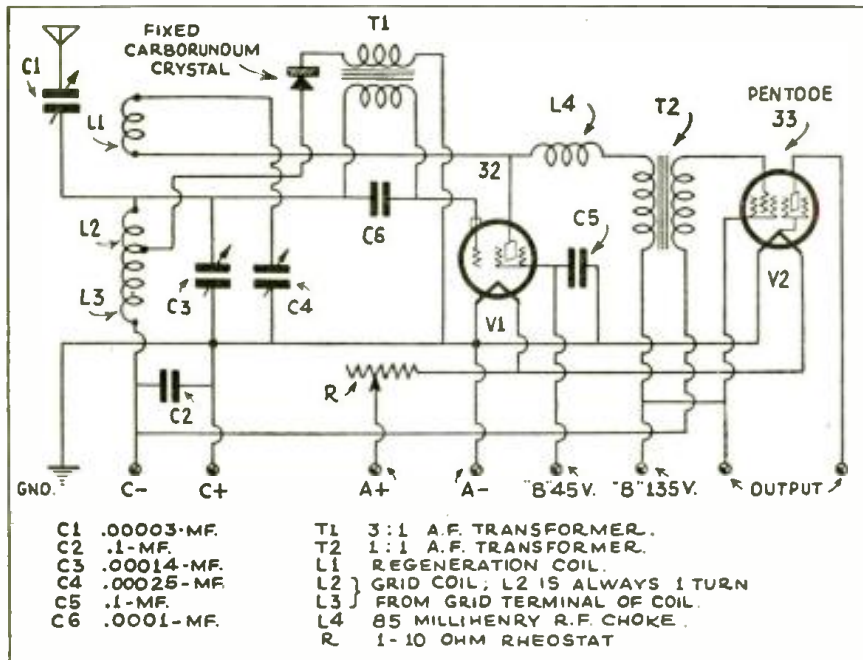 T1
FIXED
CARBORUNDUM
CRYSTAL
C1
L1
L4
T2
PENTODE
33
32
L2
C6
C5
L3
C3
C4
V1
V2
R
C2
GND.
C-
C+
A+
A-
"B" 45 V.
"B" 135 V.
OUTPUT
C1 .00003-MF.
C2 .1-MF.
C3 .00014-MF.
C4 .00025-MF.
C5 .1-MF.
C6 .0001-MF.
T1 3:1 A.F. TRANSFORMER.
T2 1:1 A.F. TRANSFORMER.
L1 REGENERATION COIL.
L2 } GRID COIL; L2 IS ALWAYS 1 TURN
L3 } FROM GRID TERMINAL OF COIL.
L4 85 MILLIHENRY R.F. CHOKE.
R 1-10 OHM RHEOSTAT